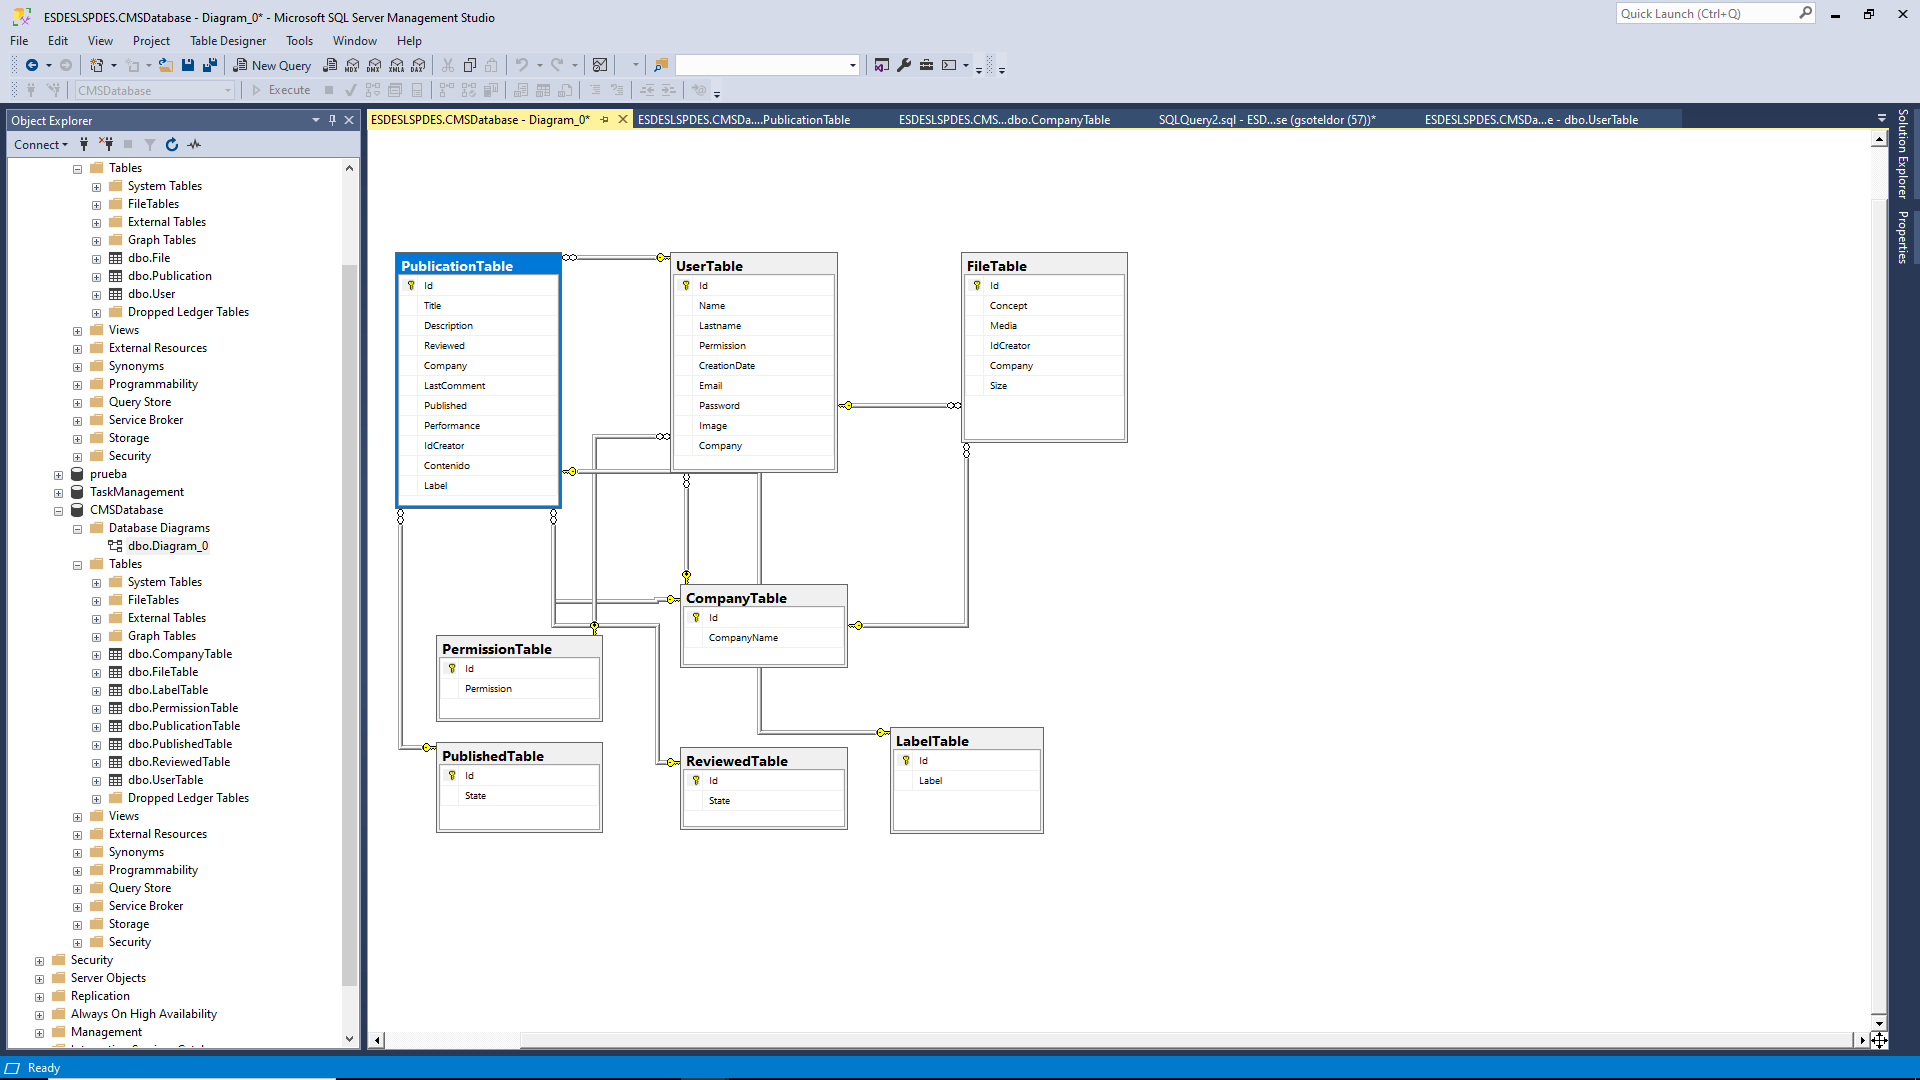 ESDESLSPDES.CMSDatabase - Diagram_0* - Microsoft SQL Server Management Studio
Quick Launch (Ctrl+Q)
File Edit View Project Table Designer Tools Window Help
New Query
MDX DMX XMLA DAX
CMSDatabase
Execute
Object Explorer
Connect
Tables
System Tables
FileTables
External Tables
Graph Tables
dbo.File
dbo.Publication
dbo.User
Dropped Ledger Tables
Views
External Resources
Synonyms
Programmability
Query Store
Service Broker
Storage
Security
prueba
TaskManagement
CMSDatabase
Database Diagrams
dbo.Diagram_0
Tables
System Tables
FileTables
External Tables
Graph Tables
dbo.CompanyTable
dbo.FileTable
dbo.LabelTable
dbo.PermissionTable
dbo.PublicationTable
dbo.PublishedTable
dbo.ReviewedTable
dbo.UserTable
Dropped Ledger Tables
Views
External Resources
Synonyms
Programmability
Query Store
Service Broker
Storage
Security
Security
Server Objects
Replication
Always On High Availability
Management
ESDESLSPDES.CMSDatabase - Diagram_0*
ESDESLSPDES.CMSDa....PublicationTable
ESDESLSPDES.CMS...dbo.CompanyTable
SQLQuery2.sql - ESD...se (gsoteldor (57))*
ESDESLSPDES.CMSDa...e - dbo.UserTable
PublicationTable
Id
Title
Description
Reviewed
Company
LastComment
Published
Performance
IdCreator
Contenido
Label
UserTable
Id
Name
Lastname
Permission
CreationDate
Email
Password
Image
Company
FileTable
Id
Concept
Media
IdCreator
Company
Size
CompanyTable
Id
CompanyName
PermissionTable
Id
Permission
PublishedTable
Id
State
ReviewedTable
Id
State
LabelTable
Id
Label
Solution Explorer
Properties
Ready